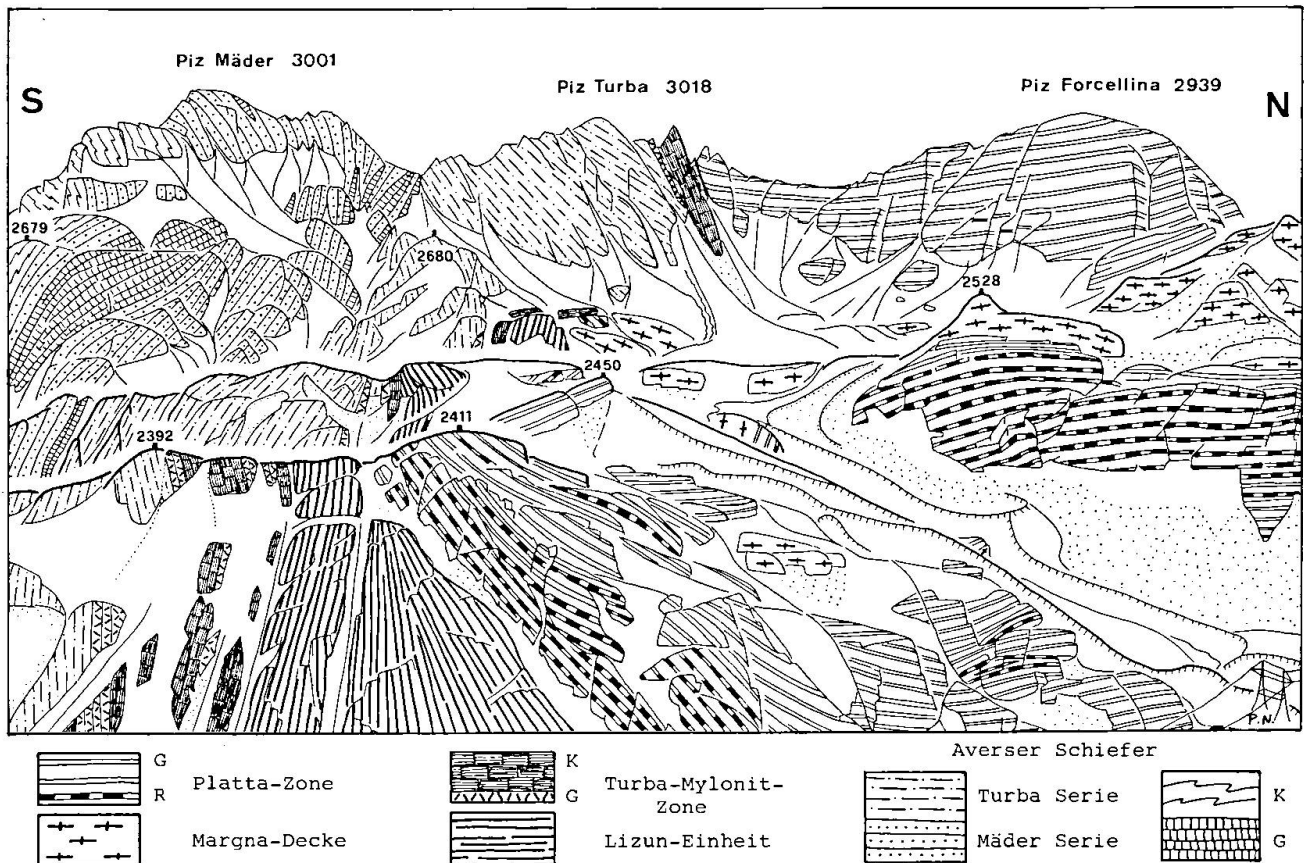 Piz Mäder 3001
Piz Turba 3018
Piz Forcellina 2939
S
N
2679
2680
2528
2450
2411
2392
P.N.
G
R
Platta-Zone
Margna-Decke
K
G
Turba-Mylonit-
Zone
Lizun-Einheit
Averser Schiefer
Turba Serie
Mäder Serie
K
G